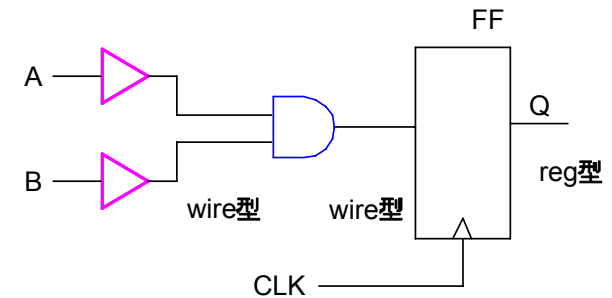 FF
A
Q
reg型
B
wire型
wire型
CLK